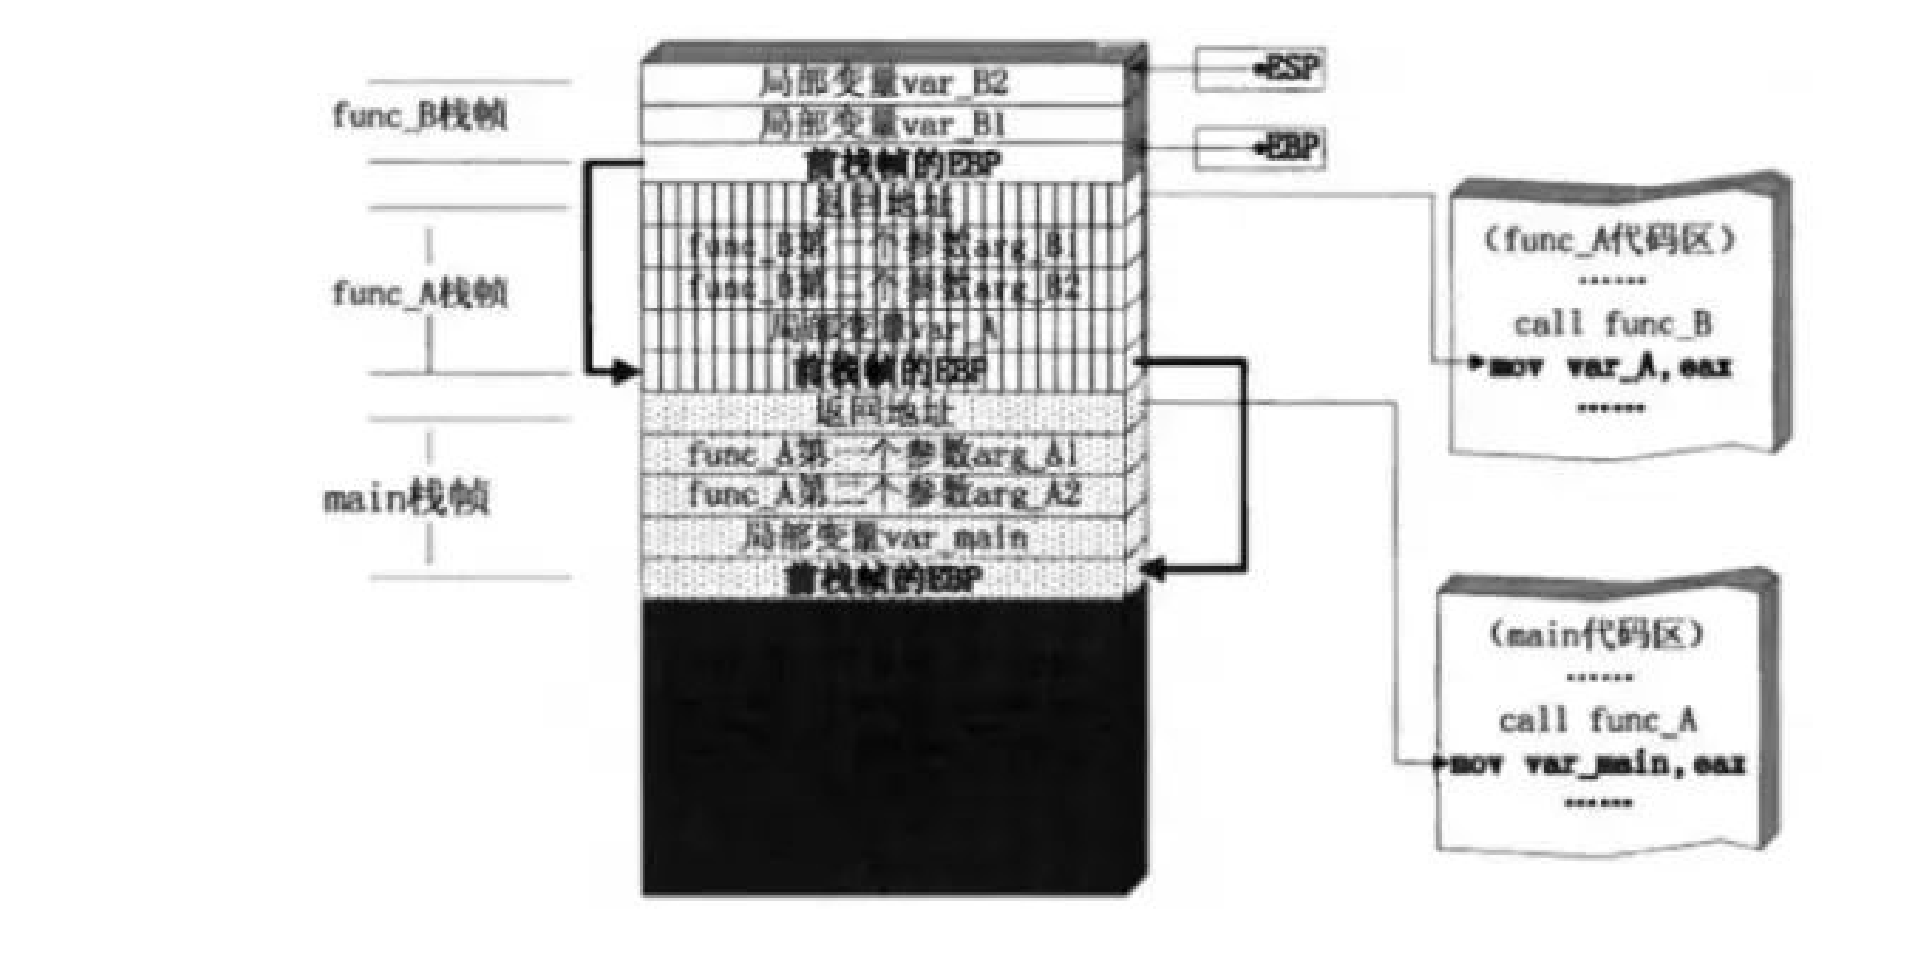 局部变量var_B2
局部变量var_B1
前栈帧的EBP
返回地址
func_B第一个参数arg_B1
func_B第二个参数arg_B2
局部变量var_A
前栈帧的EBP
返回地址
func_A第一个参数arg_A1
func_A第二个参数arg_A2
局部变量var_main
前栈帧的EBP
func_B栈帧
func_A栈帧
main栈帧
ESP
EBP
(func_A代码区)
......
call func_B
mov var_A,eax
......
(main代码区)
......
call func_A
mov var_main,eax
......